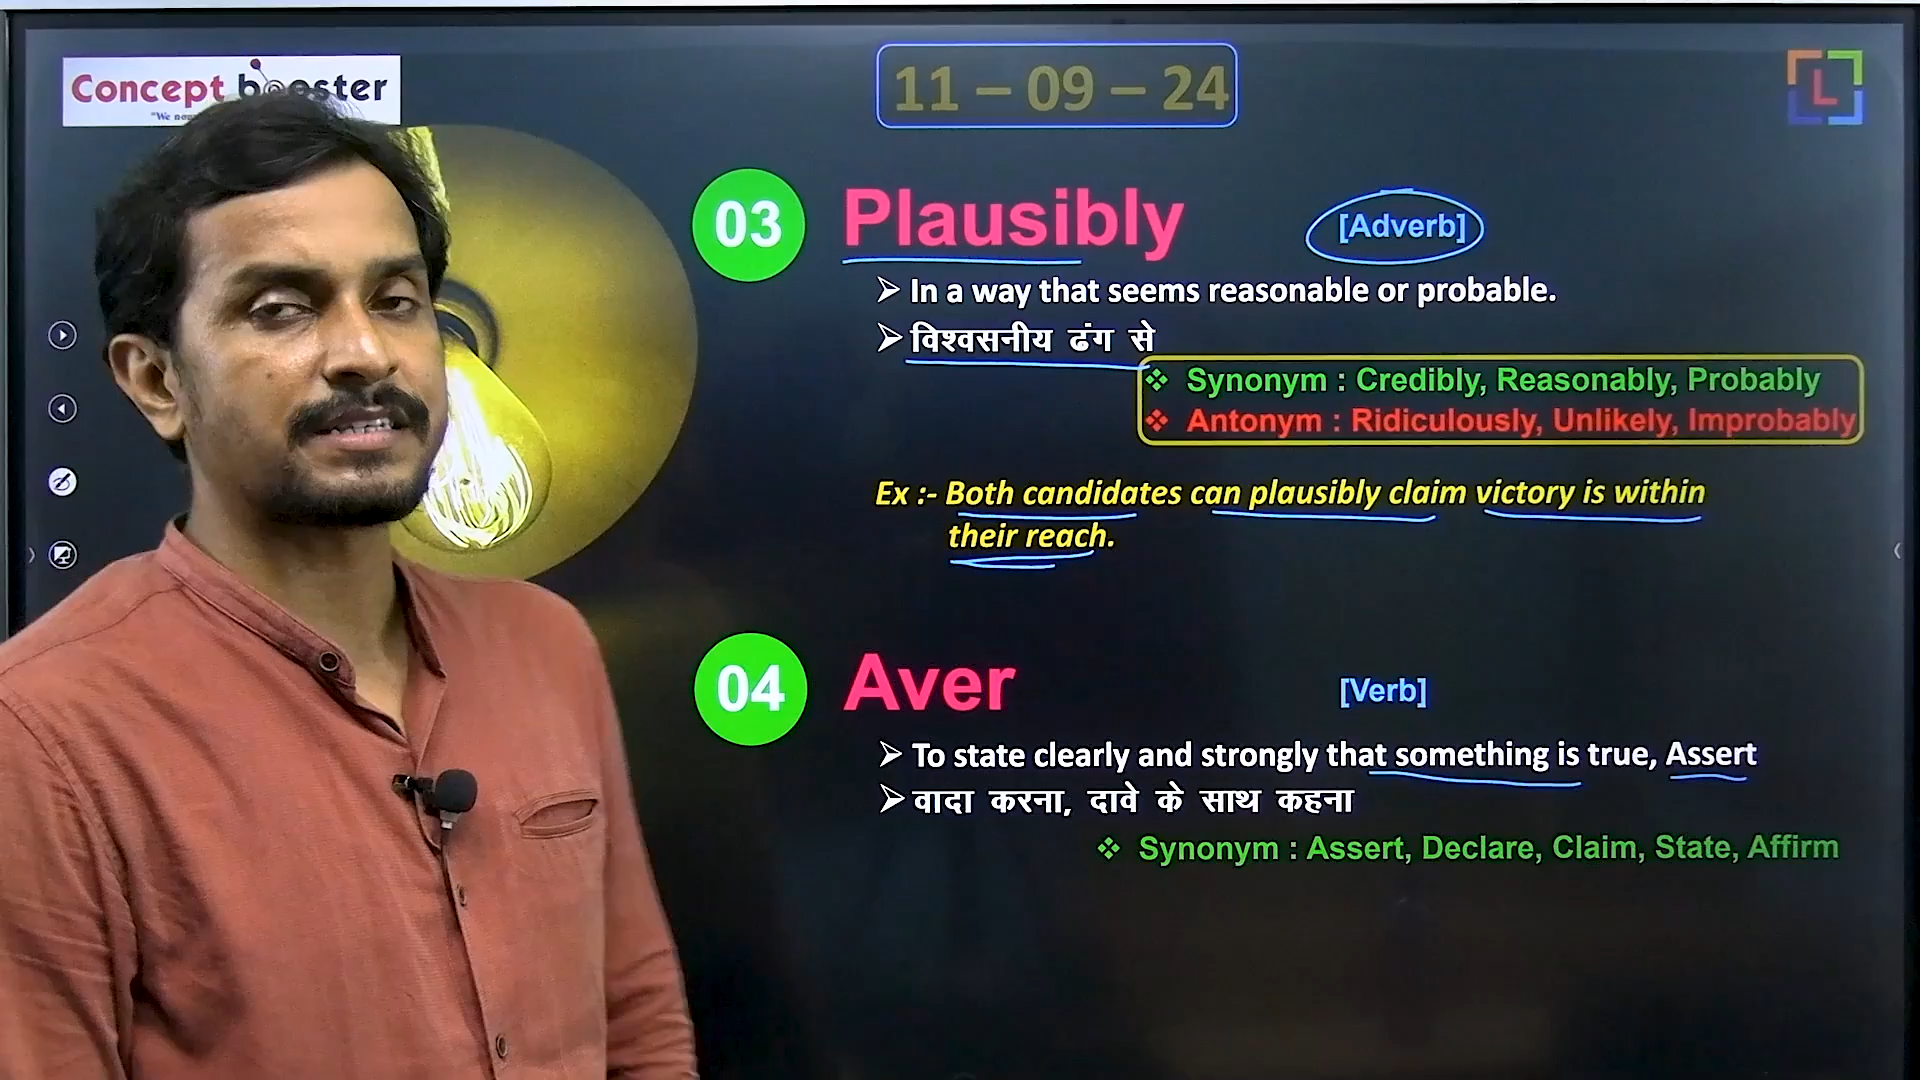 Concept booster
"We
11 – 09 – 24
L
03 Plausibly [Adverb]
➢ In a way that seems reasonable or probable.
➢ विश्वसनीय ढंग से
❖ Synonym : Credibly, Reasonably, Probably
❖ Antonym : Ridiculously, Unlikely, Improbably
Ex :- Both candidates can plausibly claim victory is within
their reach.
04 Aver [Verb]
➢ To state clearly and strongly that something is true, Assert
➢ वादा करना, दावे के साथ कहना
❖ Synonym : Assert, Declare, Claim, State, Affirm